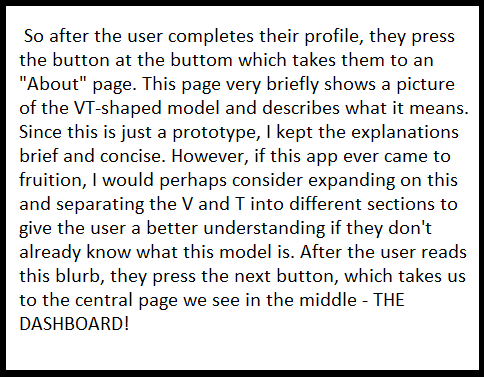 So after the user completes their profile, they press
the button at the buttom which takes them to an
"About" page. This page very briefly shows a picture
of the VT-shaped model and describes what it means.
Since this is just a prototype, I kept the explanations
brief and concise. However, if this app ever came to
fruition, I would perhaps consider expanding on this
and separating the V and T into different sections to
give the user a better understanding if they don't
already know what this model is. After the user reads
this blurb, they press the next button, which takes us
to the central page we see in the middle - THE
DASHBOARD!